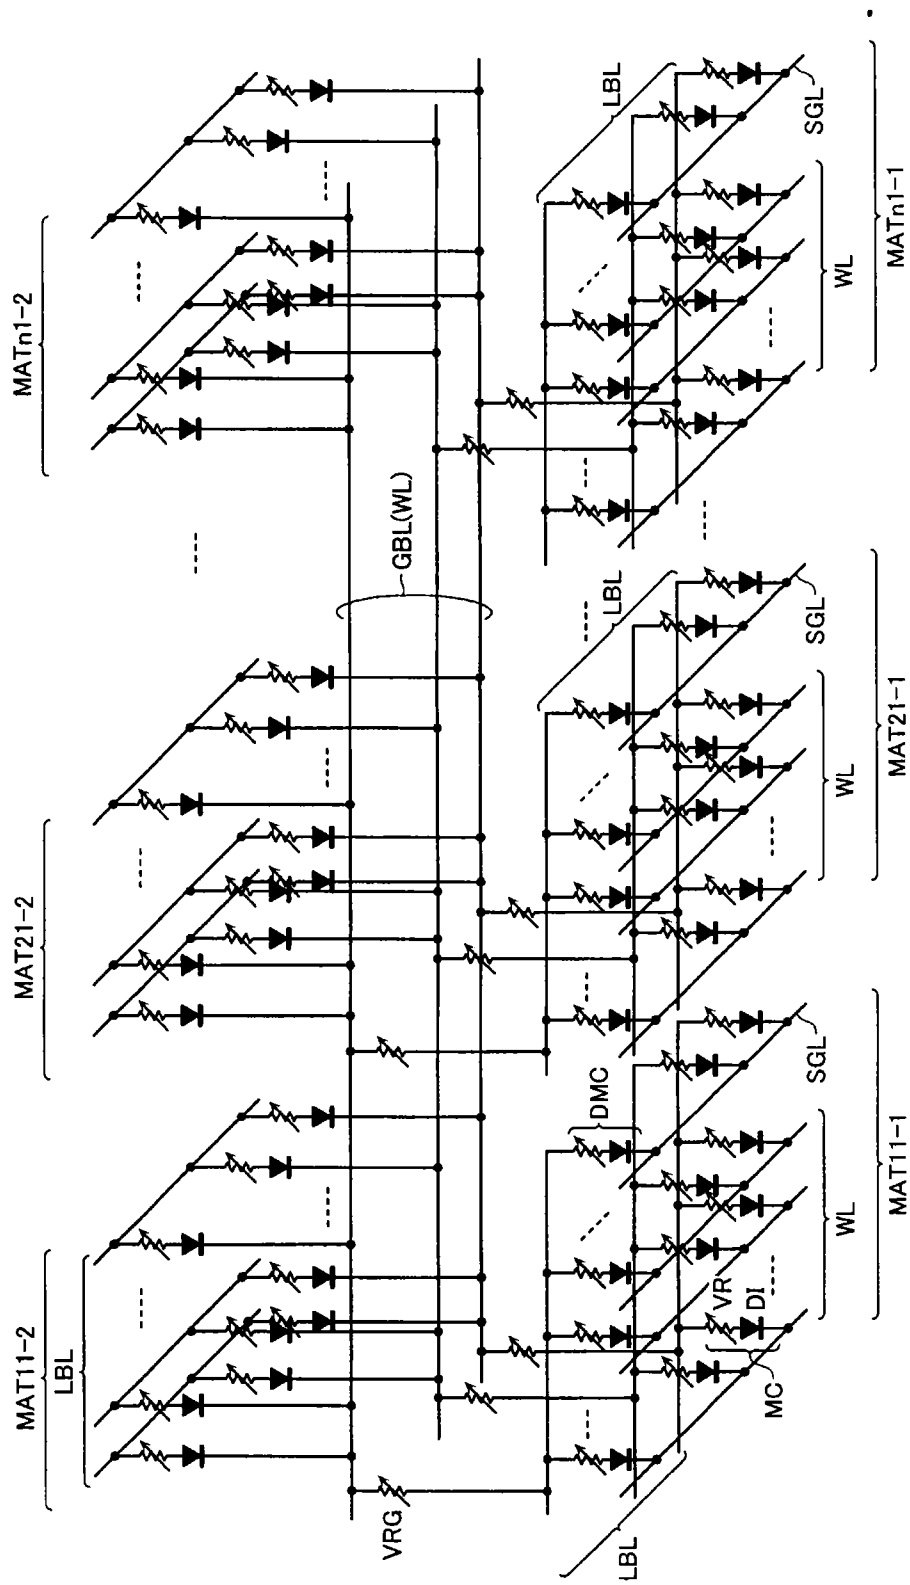 MAT11-2
LBL
MAT21-2
MATn1-2
VRG
GBL(WL)
LBL
DMC
LBL
LBL
MC
VR
DI
WL
SGL
WL
SGL
WL
SGL
MAT11-1
MAT21-1
MATn1-1